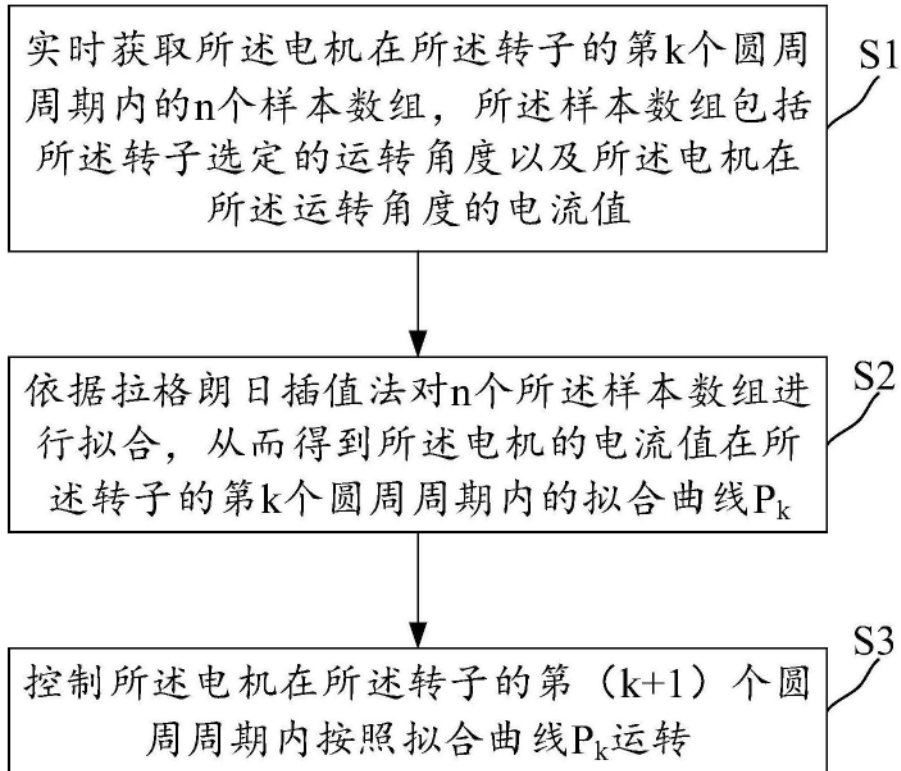 实时获取所述电机在所述转子的第k个圆周
周期内的n个样本数组，所述样本数组包括
所述转子选定的运转角度以及所述电机在
所述运转角度的电流值
S1
依据拉格朗日插值法对n个所述样本数组进
行拟合，从而得到所述电机的电流值在所
述转子的第k个圆周周期内的拟合曲线Pk
S2
控制所述电机在所述转子的第（k+1）个圆
周周期内按照拟合曲线Pk运转
S3